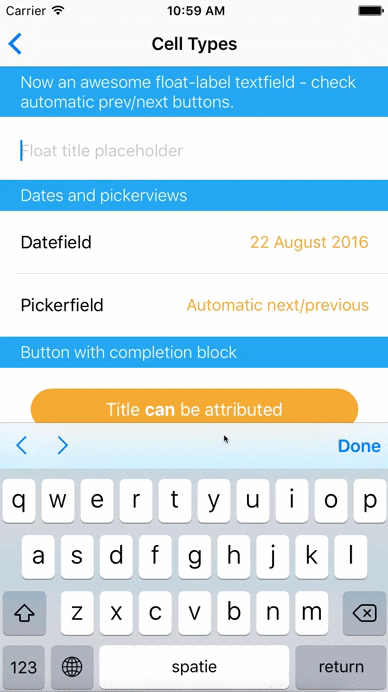 Carrier 10:59 AM
Cell Types
Now an awesome float-label textfield - check
automatic prev/next buttons.
Float title placeholder
Dates and pickerviews
Datefield 22 August 2016
Pickerfield Automatic next/previous
Button with completion block
Title can be attributed
Done
q w e r t y u i o p
a s d f g h j k l
z x c v b n m
123 spatie return